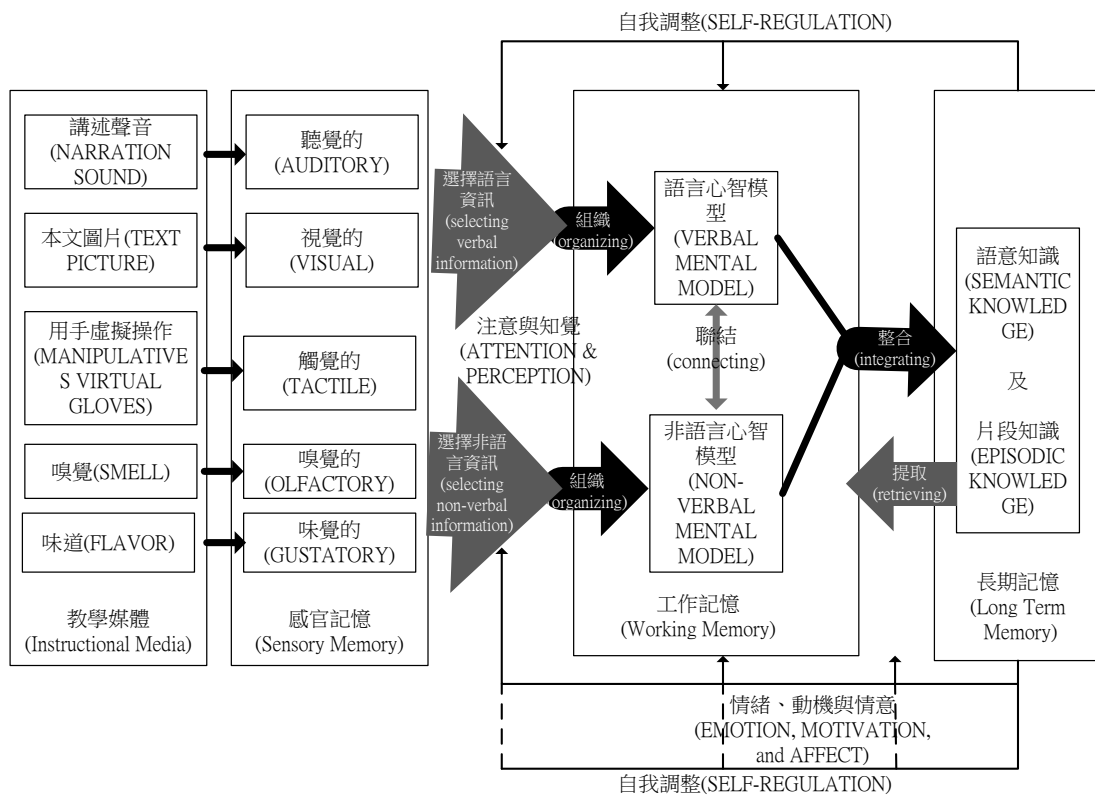 自我調整(SELF-REGULATION)
講述聲音
(NARRATION
SOUND)
本文圖片(TEXT
PICTURE)
用手虛擬操作
(MANIPULATIVE
S VIRTUAL
GLOVES)
嗅覺(SMELL)
味道(FLAVOR)
教學媒體
(Instructional Media)
聽覺的
(AUDITORY)
視覺的
(VISUAL)
觸覺的
(TACTILE)
嗅覺的
(OLFACTORY)
味覺的
(GUSTATORY)
感官記憶
(Sensory Memory)
選擇語言
資訊
(selecting
verbal
information)
注意與知覺
(ATTENTION &
PERCEPTION)
選擇非語
言資訊
(selecting
non-verbal
information)
組織
(organizing)
組織
(organizing)
語言心智模
型
(VERBAL
MENTAL
MODEL)
聯結
(connecting)
非語言心智
模型
(NON-
VERBAL
MENTAL
MODEL)
工作記憶
(Working Memory)
整合
(integrating)
提取
(retrieving)
語意知識
(SEMANTIC
KNOWLED
GE)
及
片段知識
(EPISODIC
KNOWLED
GE)
長期記憶
(Long Term
Memory)
情緒、動機與情意
(EMOTION, MOTIVATION,
and AFFECT)
自我調整(SELF-REGULATION)